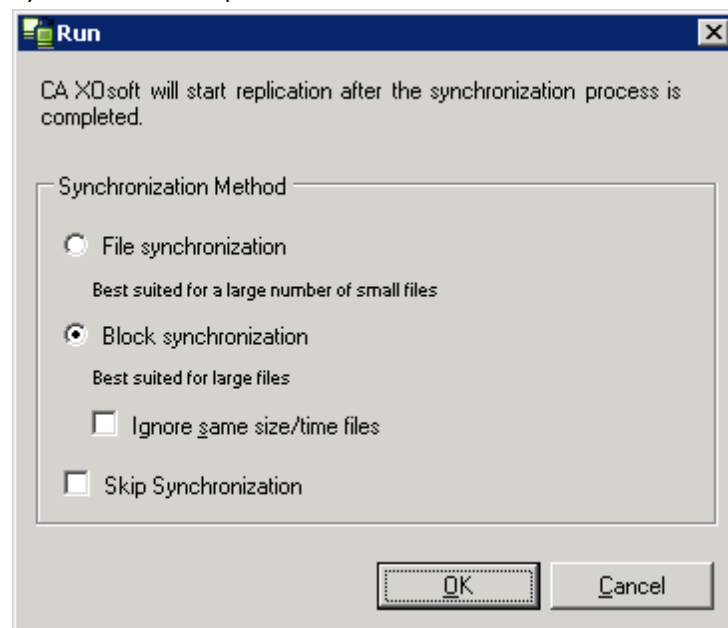 Run
CA XOsoft will start replication after the synchronization process is
completed.
Synchronization Method
File synchronization
Best suited for a large number of small files
Block synchronization
Best suited for large files
Ignore same size/time files
Skip Synchronization
OK Cancel